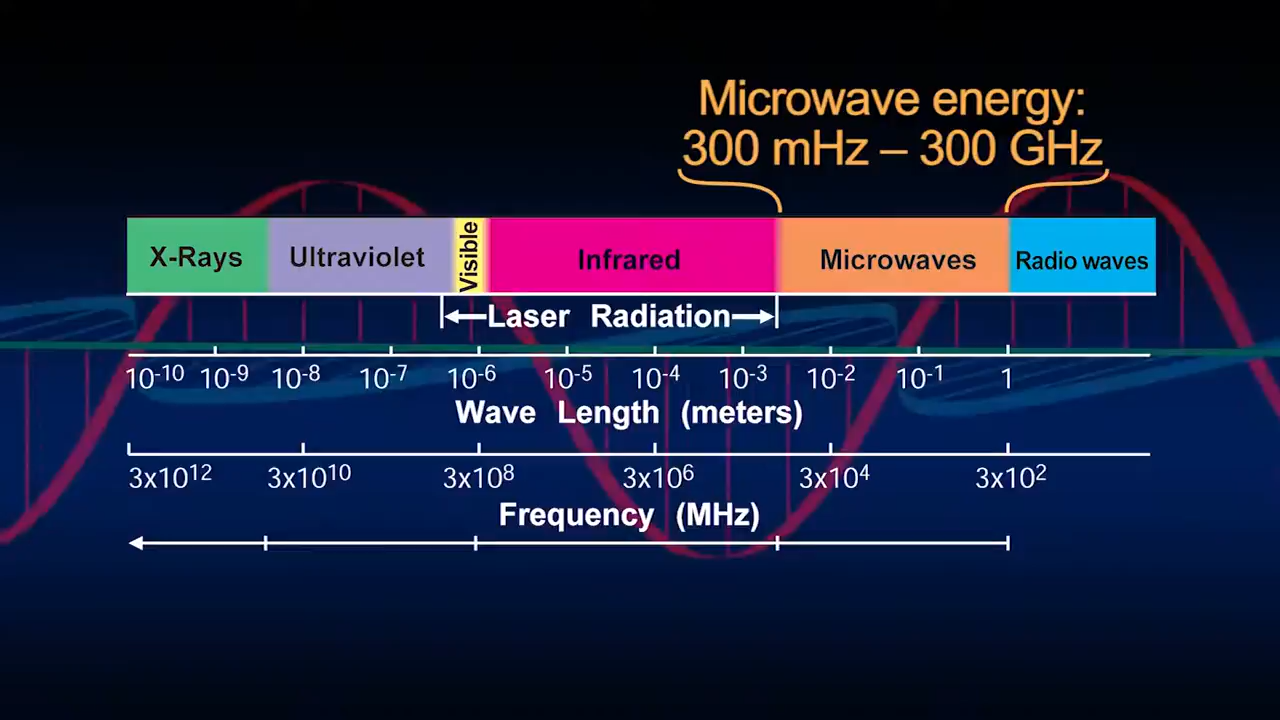 Microwave energy:
300 mHz – 300 GHz
X-Rays Ultraviolet Visible Infrared Microwaves Radio waves
Laser Radiation
10⁻¹⁰ 10⁻⁹ 10⁻⁸ 10⁻⁷ 10⁻⁶ 10⁻⁵ 10⁻⁴ 10⁻³ 10⁻² 10⁻¹ 1
Wave Length (meters)
3x10¹² 3x10¹⁰ 3x10⁸ 3x10⁶ 3x10⁴ 3x10²
Frequency (MHz)